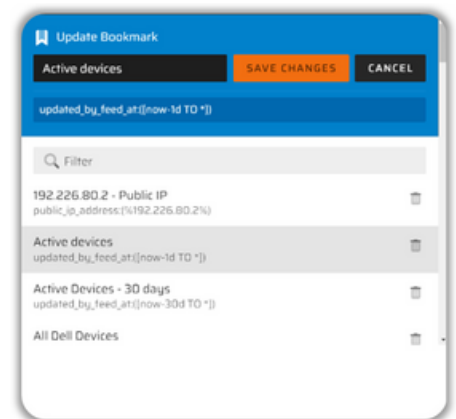 Update Bookmark
Active devices SAVE CHANGES CANCEL
updated_by_feed_at:([now-1d TO *])
Filter
192.226.80.2 - Public IP
public_ip_address:(%192.226.80.2%)
Active devices
updated_by_feed_at:([now-1d TO *])
Active Devices - 30 days
updated_by_feed_at:([now-30d TO *])
All Dell Devices